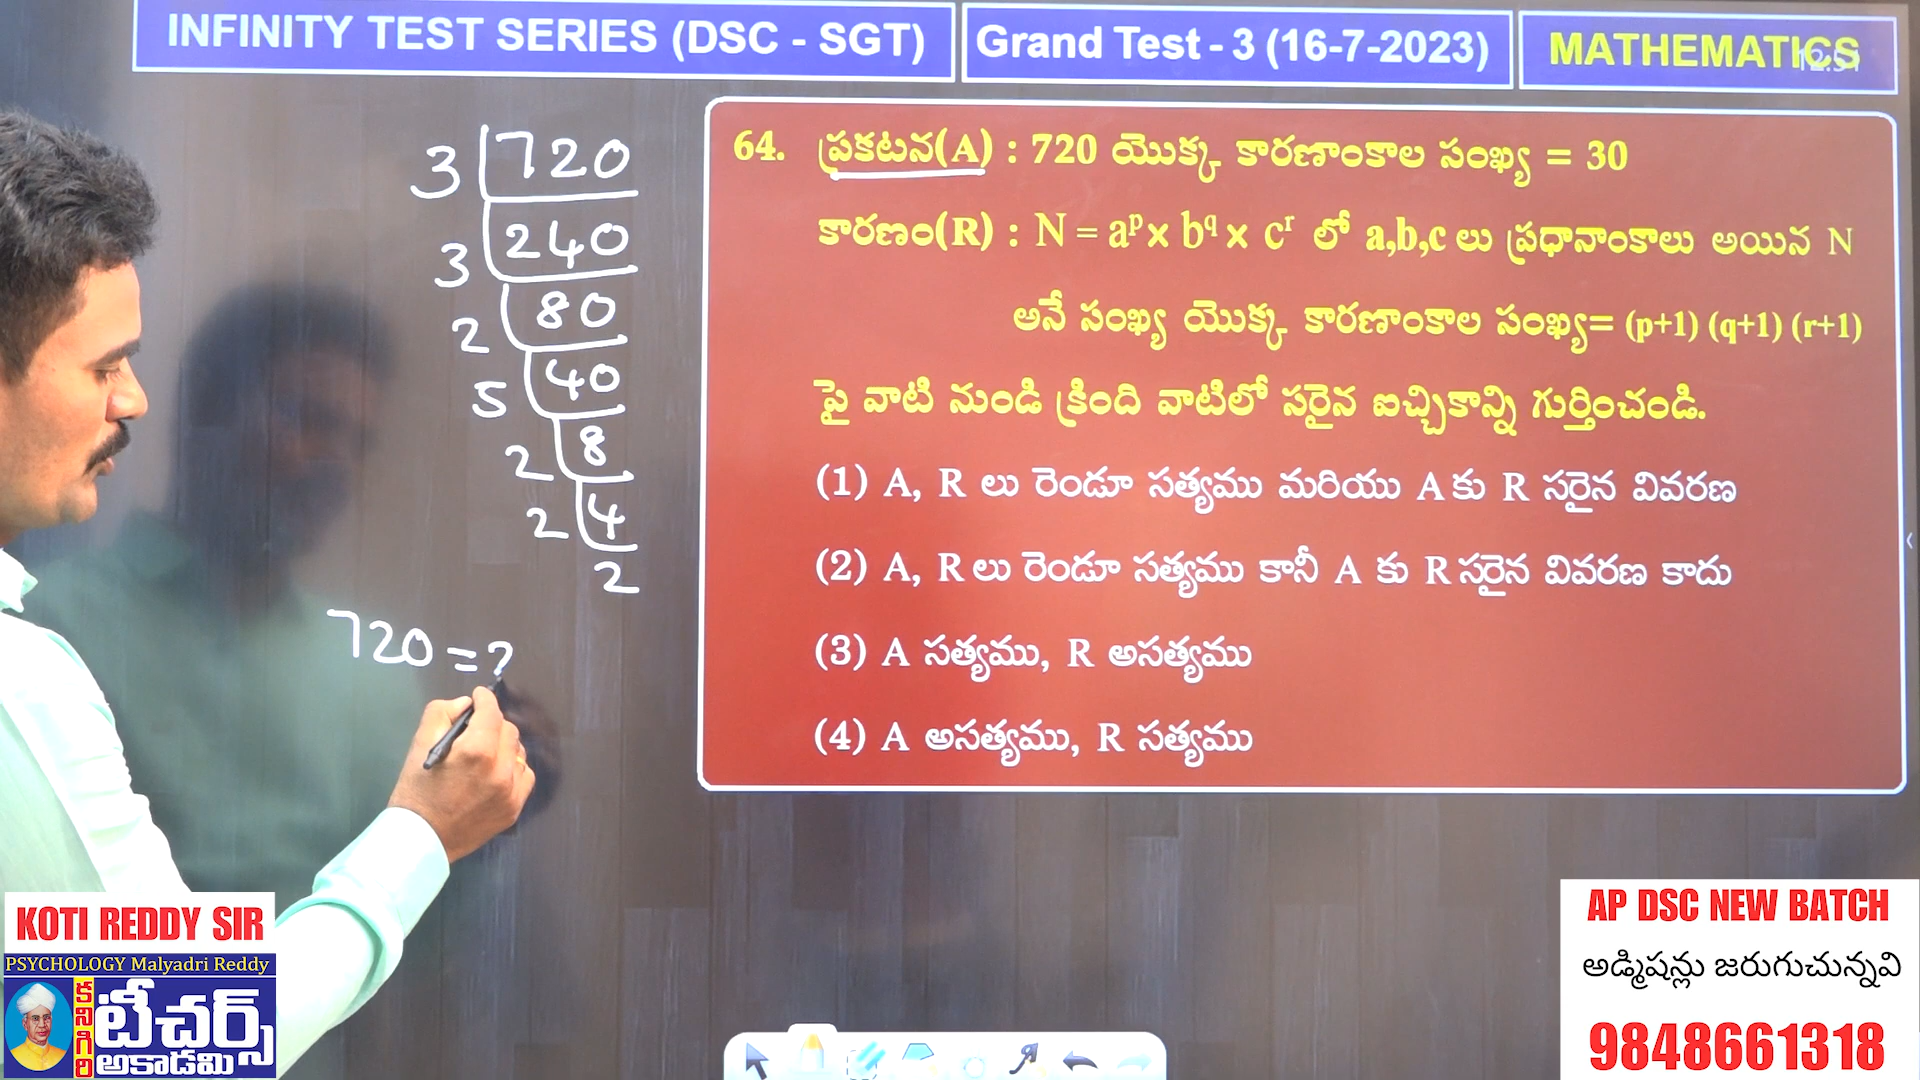 INFINITY TEST SERIES (DSC - SGT)
Grand Test - 3 (16-7-2023)
MATHEMATICS
64. ప్రకటన(A) : 720 యొక్క కారణాంకాల సంఖ్య = 30
కారణం(R) : N = aᵖ× b^q × cʳ లో a,b,c లు ప్రధానాంకాలు అయిన N
అనే సంఖ్య యొక్క కారణాంకాల సంఖ్య= (p+1) (q+1) (r+1)
పై వాటి నుండి క్రింది వాటిలో సరైన ఐచ్ఛికాన్ని గుర్తించండి.
(1) A, R లు రెండూ సత్యము మరియు A కు R సరైన వివరణ
(2) A, R లు రెండూ సత్యము కానీ A కు R సరైన వివరణ కాదు
(3) A సత్యము, R అసత్యము
(4) A అసత్యము, R సత్యము
3 720
3 240
2 80
5 40
2 8
2 4
2
720 = ?
KOTI REDDY SIR
PSYCHOLOGY Malyadri Reddy
కనిగిరి
టీచర్స్
అకాడమి
AP DSC NEW BATCH
అడ్మిషన్లు జరుగుచున్నవి
9848661318